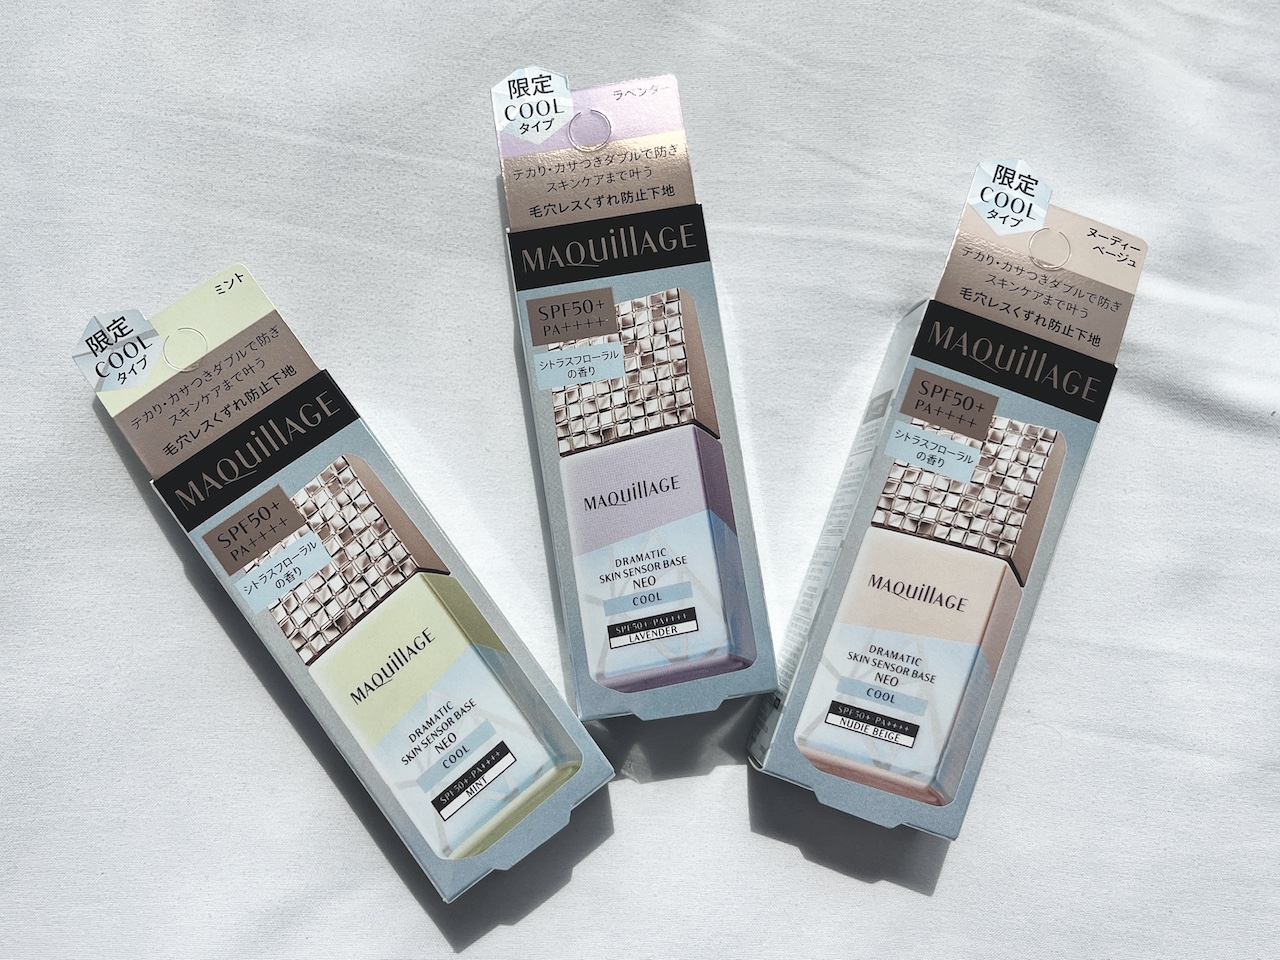 限定
COOL
タイプ
ミント
テカリ・カサつきダブルで防ぎ
スキンケアまで叶う
毛穴レスくずれ防止下地
MAQuillAGE
SPF50+
PA++++
シトラスフローラル
の香り
MAQuillAGE
DRAMATIC
SKIN SENSOR BASE
NEO
COOL
SPF50+・PA++++
MINT
限定
COOL
タイプ
ラベンダー
テカリ・カサつきダブルで防ぎ
スキンケアまで叶う
毛穴レスくずれ防止下地
MAQuillAGE
SPF50+
PA++++
シトラスフローラル
の香り
MAQuillAGE
DRAMATIC
SKIN SENSOR BASE
NEO
COOL
SPF50+・PA++++
LAVENDER
限定
COOL
タイプ
ヌーディー
ベージュ
テカリ・カサつきダブルで防ぎ
スキンケアまで叶う
毛穴レスくずれ防止下地
MAQuillAGE
SPF50+
PA++++
シトラスフローラル
の香り
MAQuillAGE
DRAMATIC
SKIN SENSOR BASE
NEO
COOL
SPF50+・PA++++
NUDIE BEIGE